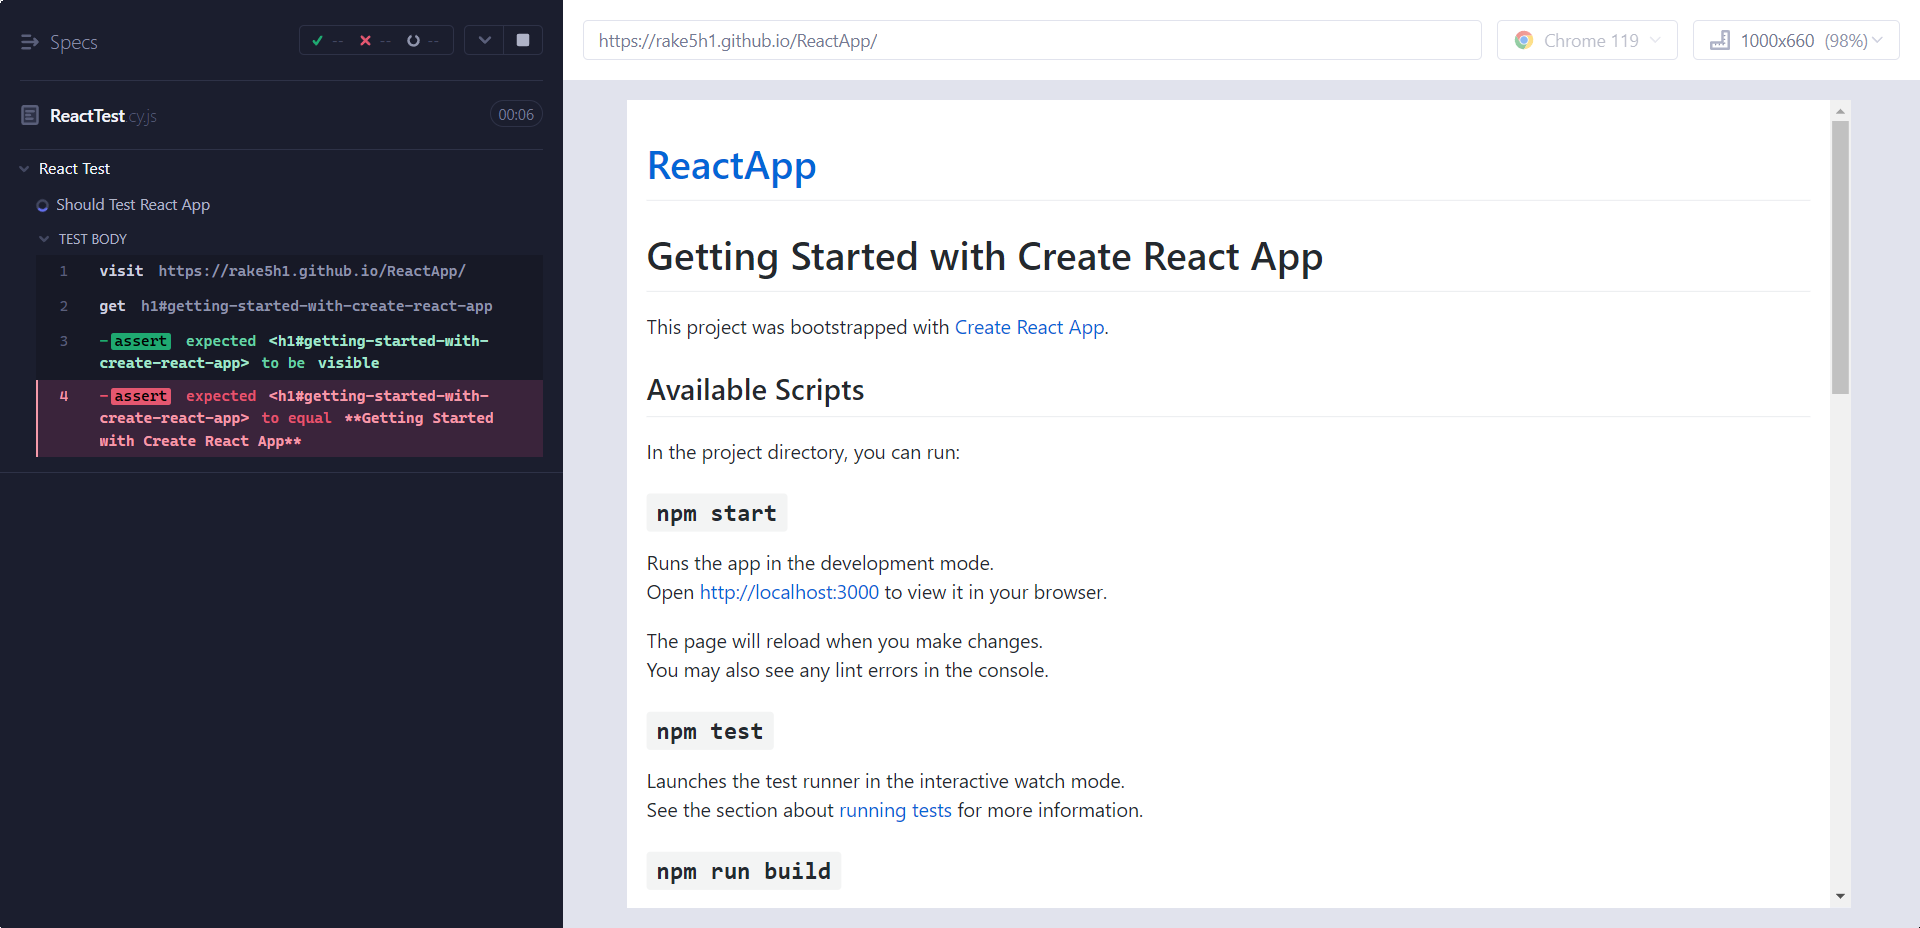 Specs
-- -- --
ReactTest.cy.js 00:06
React Test
Should Test React App
TEST BODY
1 visit https://rake5h1.github.io/ReactApp/
2 get h1#getting-started-with-create-react-app
3 -assert expected <h1#getting-started-with-
create-react-app> to be visible
4 -assert expected <h1#getting-started-with-
create-react-app> to equal **Getting Started
with Create React App**
https://rake5h1.github.io/ReactApp/
Chrome 119
1000x660 (98%)
ReactApp
Getting Started with Create React App
This project was bootstrapped with Create React App.
Available Scripts
In the project directory, you can run:
npm start
Runs the app in the development mode.
Open http://localhost:3000 to view it in your browser.
The page will reload when you make changes.
You may also see any lint errors in the console.
npm test
Launches the test runner in the interactive watch mode.
See the section about running tests for more information.
npm run build